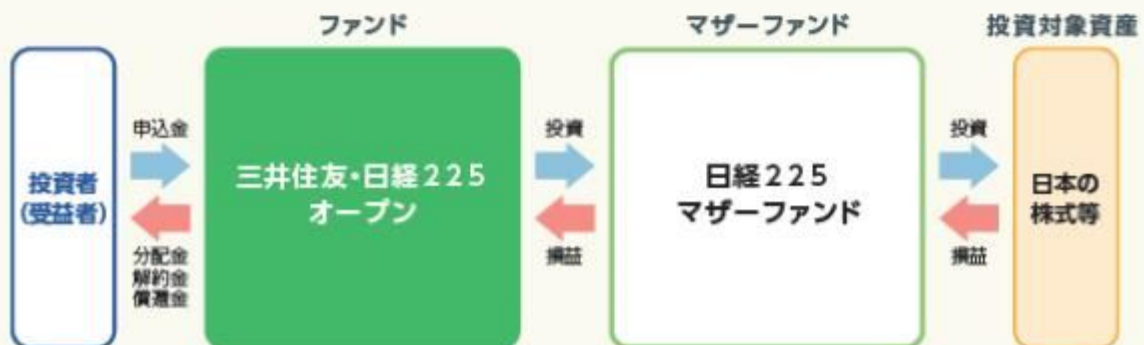 ファンド
マザーファンド
投資対象資産
投資者
(受益者)
申込金
分配金
解約金
償還金
三井住友・日経225
オープン
投資
損益
日経225
マザーファンド
投資
損益
日本の
株式等